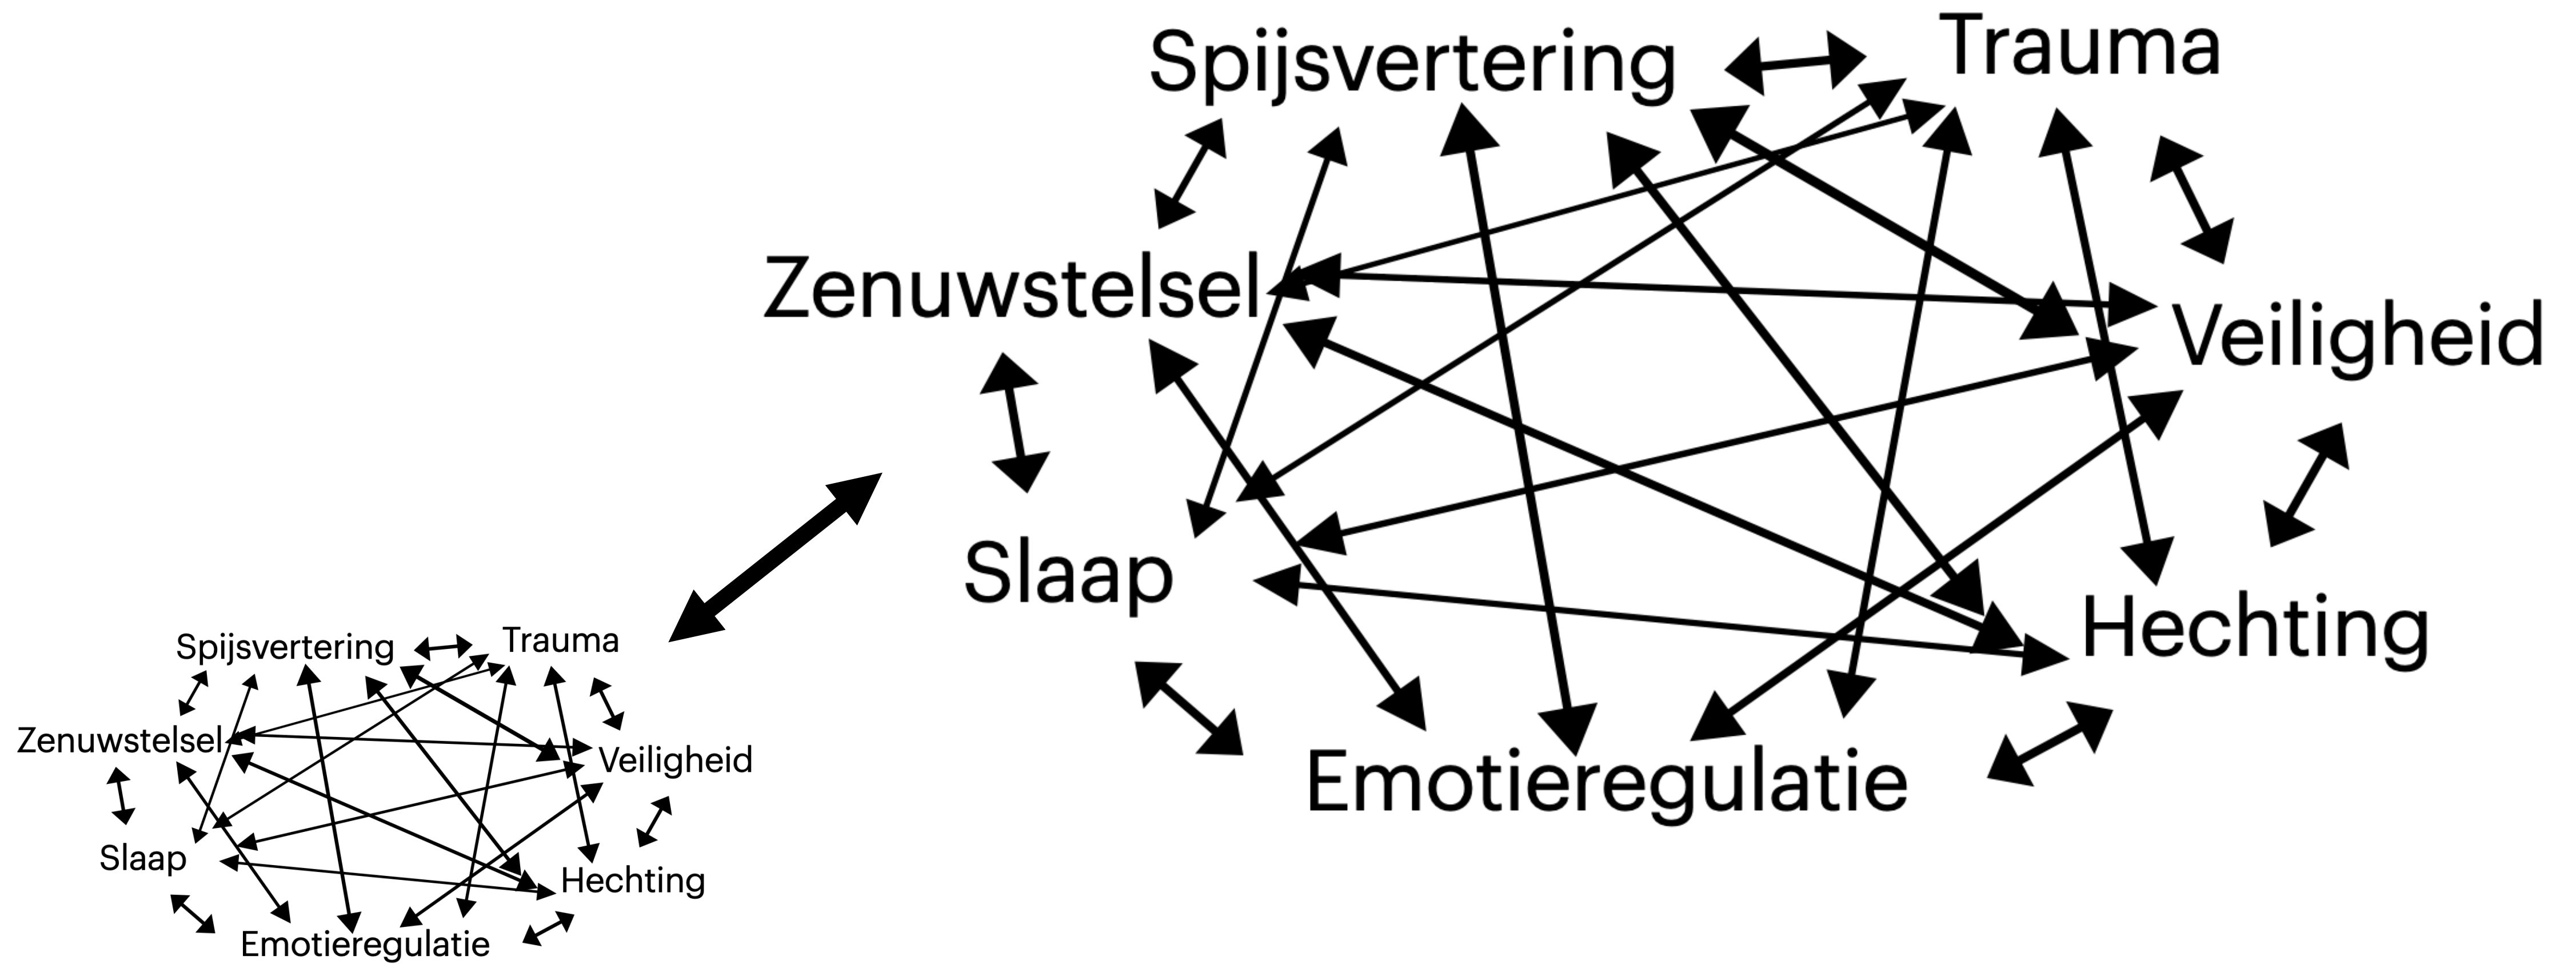 Spijsvertering
Trauma
Zenuwstelsel
Veiligheid
Slaap
Hechting
Emotieregulatie
Spijsvertering
Trauma
Zenuwstelsel
Veiligheid
Slaap
Hechting
Emotieregulatie